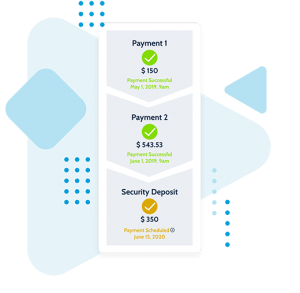 Payment 1
$ 150
Payment Successful
May 1, 2019, 9am
Payment 2
$ 543.53
Payment Successful
June 1, 2019, 9am
Security Deposit
$ 350
Payment Scheduled
June 15, 2020